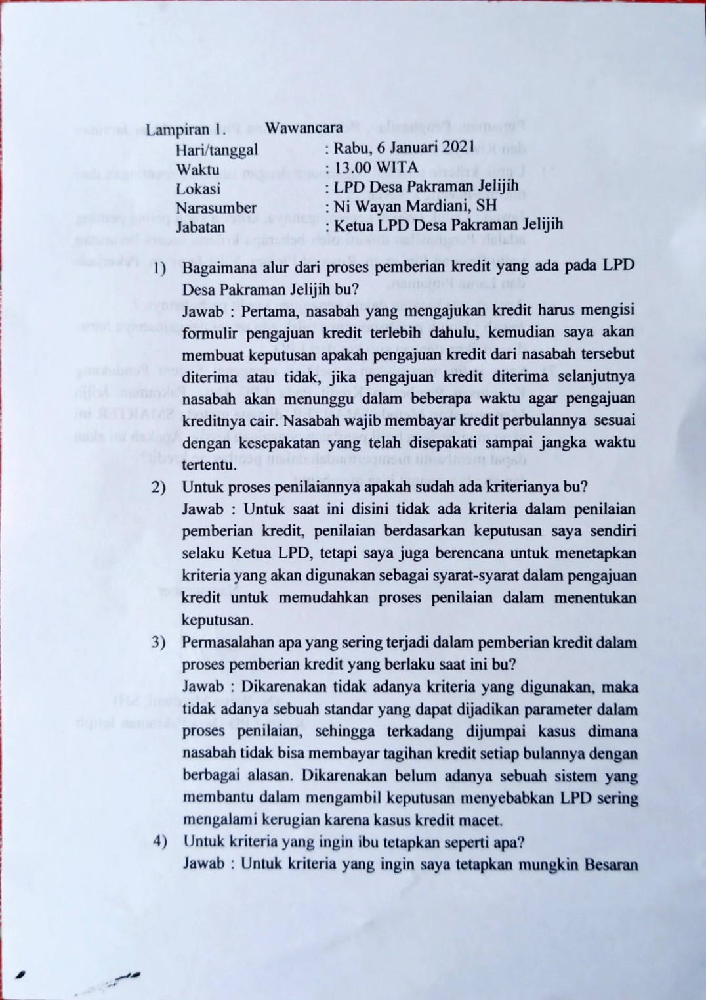 Lampiran 1. Wawancara
Hari/tanggal : Rabu, 6 Januari 2021
Waktu : 13.00 WITA
Lokasi : LPD Desa Pakraman Jelijih
Narasumber : Ni Wayan Mardiani, SH
Jabatan : Ketua LPD Desa Pakraman Jelijih
1) Bagaimana alur dari proses pemberian kredit yang ada pada LPD
Desa Pakraman Jelijih bu?
Jawab : Pertama, nasabah yang mengajukan kredit harus mengisi
formulir pengajuan kredit terlebih dahulu, kemudian saya akan
membuat keputusan apakah pengajuan kredit dari nasabah tersebut
diterima atau tidak, jika pengajuan kredit diterima selanjutnya
nasabah akan menunggu dalam beberapa waktu agar pengajuan
kreditnya cair. Nasabah wajib membayar kredit perbulannya sesuai
dengan kesepakatan yang telah disepakati sampai jangka waktu
tertentu.
2) Untuk proses penilaiannya apakah sudah ada kriterianya bu?
Jawab : Untuk saat ini disini tidak ada kriteria dalam penilaian
pemberian kredit, penilaian berdasarkan keputusan saya sendiri
selaku Ketua LPD, tetapi saya juga berencana untuk menetapkan
kriteria yang akan digunakan sebagai syarat-syarat dalam pengajuan
kredit untuk memudahkan proses penilaian dalam menentukan
keputusan.
3) Permasalahan apa yang sering terjadi dalam pemberian kredit dalam
proses pemberian kredit yang berlaku saat ini bu?
Jawab : Dikarenakan tidak adanya kriteria yang digunakan, maka
tidak adanya sebuah standar yang dapat dijadikan parameter dalam
proses penilaian, sehingga terkadang dijumpai kasus dimana
nasabah tidak bisa membayar tagihan kredit setiap bulannya dengan
berbagai alasan. Dikarenakan belum adanya sebuah sistem yang
membantu dalam mengambil keputusan menyebabkan LPD sering
mengalami kerugian karena kasus kredit macet.
4) Untuk kriteria yang ingin ibu tetapkan seperti apa?
Jawab : Untuk kriteria yang ingin saya tetapkan mungkin Besaran